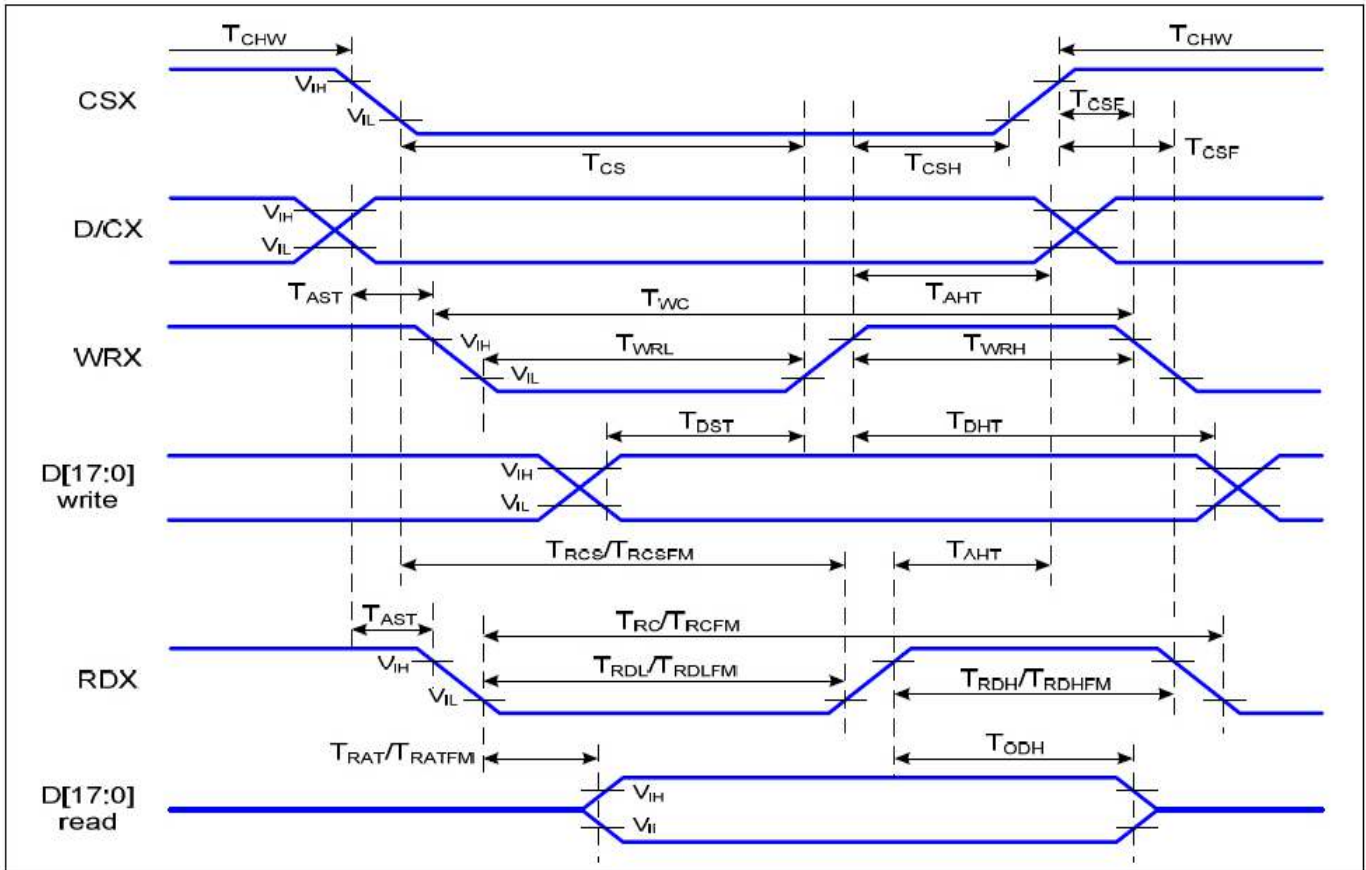 TCHW
TCHW
CSX
VIH
VIL
TCSF
TCS
TCSH
TCSF
D/CX
VIH
VIL
TAST
TWC
TAHT
WRX
VIH
TWRL
TWRH
VIL
TDST
TDHT
D[17:0]
write
VIH
VIL
TRCS/TRCSFM
TAHT
TAST
TRC/TRCFM
RDX
VIH
VIL
TRDL/TRDLFM
TRDH/TRDHFM
TRAT/TRATFM
TODH
D[17:0]
read
VIH
VIL